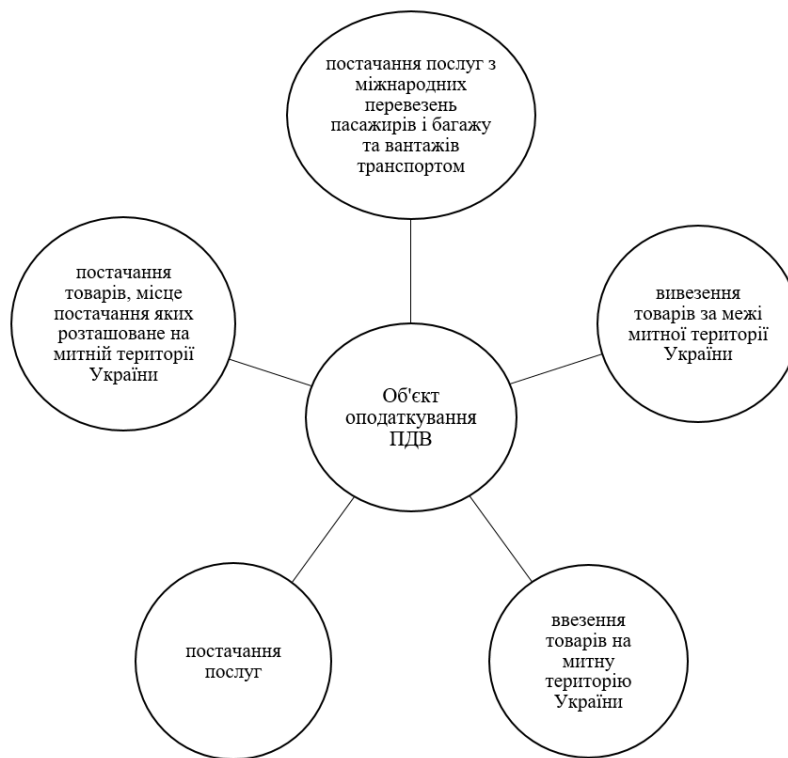 постачання послуг з
міжнародних
перевезень
пасажирів і багажу
та вантажів
транспортом
постачання
товарів, місце
постачання яких
розташоване на
митній території
України
вивезення
товарів за межі
митної території
України
Об'єкт
оподаткування
ПДВ
постачання
послуг
ввезення
товарів на
митну
територію
України